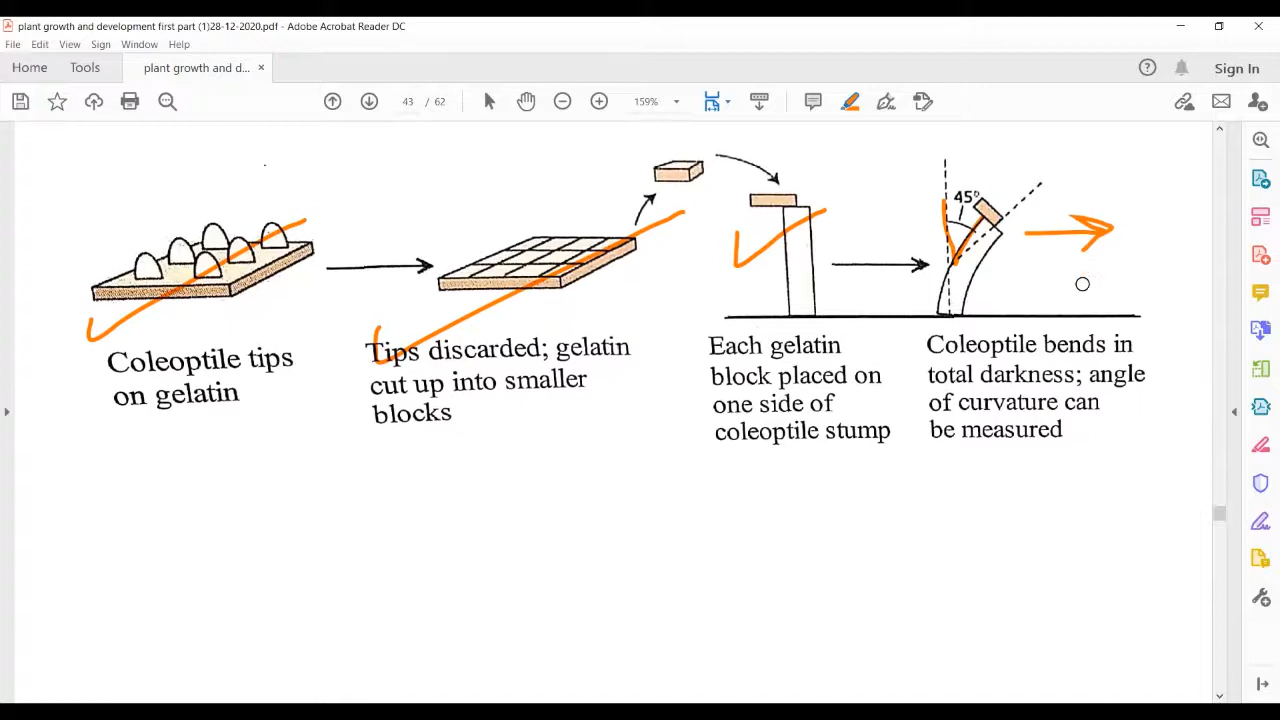 plant growth and development first part (1)28-12-2020.pdf - Adobe Acrobat Reader DC
File Edit View Sign Window Help
Home Tools plant growth and d... × Sign In
43 / 62 159%
45°
Coleoptile tips
on gelatin
Tips discarded; gelatin
cut up into smaller
blocks
Each gelatin
block placed on
one side of
coleoptile stump
Coleoptile bends in
total darkness; angle
of curvature can
be measured